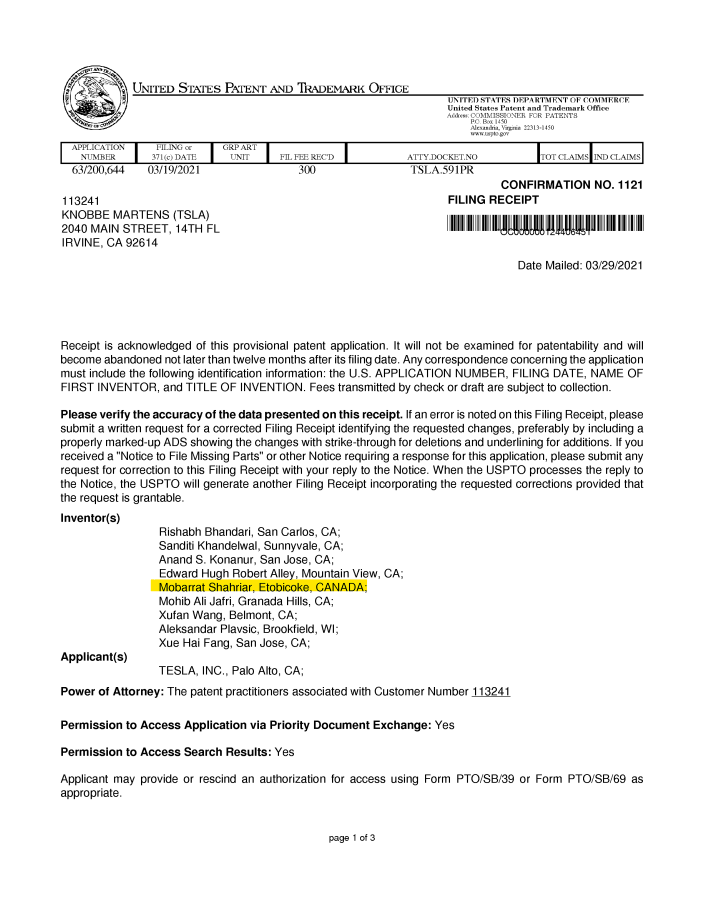 UNITED STATES PATENT AND TRADEMARK OFFICE
UNITED STATES DEPARTMENT OF COMMERCE
United States Patent and Trademark Office
Address: COMMISSIONER FOR PATENTS
P.O. Box 1450
Alexandria, Virginia 22313-1450
www.uspto.gov
APPLICATION NUMBER FILING or 371(c) DATE GRP ART UNIT FIL FEE REC'D ATTY.DOCKET.NO TOT CLAIMS IND CLAIMS
63/200,644 03/19/2021 300 TSLA.591PR
CONFIRMATION NO. 1121
113241
KNOBBE MARTENS (TSLA)
2040 MAIN STREET, 14TH FL
IRVINE, CA 92614
FILING RECEIPT
OC000000124406451
Date Mailed: 03/29/2021
Receipt is acknowledged of this provisional patent application. It will not be examined for patentability and will
become abandoned not later than twelve months after its filing date. Any correspondence concerning the application
must include the following identification information: the U.S. APPLICATION NUMBER, FILING DATE, NAME OF
FIRST INVENTOR, and TITLE OF INVENTION. Fees transmitted by check or draft are subject to collection.
Please verify the accuracy of the data presented on this receipt. If an error is noted on this Filing Receipt, please
submit a written request for a corrected Filing Receipt identifying the requested changes, preferably by including a
properly marked-up ADS showing the changes with strike-through for deletions and underlining for additions. If you
received a "Notice to File Missing Parts" or other Notice requiring a response for this application, please submit any
request for correction to this Filing Receipt with your reply to the Notice. When the USPTO processes the reply to
the Notice, the USPTO will generate another Filing Receipt incorporating the requested corrections provided that
the request is grantable.
Inventor(s)
Rishabh Bhandari, San Carlos, CA;
Sanditi Khandelwal, Sunnyvale, CA;
Anand S. Konanur, San Jose, CA;
Edward Hugh Robert Alley, Mountain View, CA;
Mobarrat Shahriar, Etobicoke, CANADA;
Mohib Ali Jafri, Granada Hills, CA;
Xufan Wang, Belmont, CA;
Aleksandar Plavsic, Brookfield, WI;
Xue Hai Fang, San Jose, CA;
Applicant(s)
TESLA, INC., Palo Alto, CA;
Power of Attorney: The patent practitioners associated with Customer Number 113241
Permission to Access Application via Priority Document Exchange: Yes
Permission to Access Search Results: Yes
Applicant may provide or rescind an authorization for access using Form PTO/SB/39 or Form PTO/SB/69 as
appropriate.
page 1 of 3